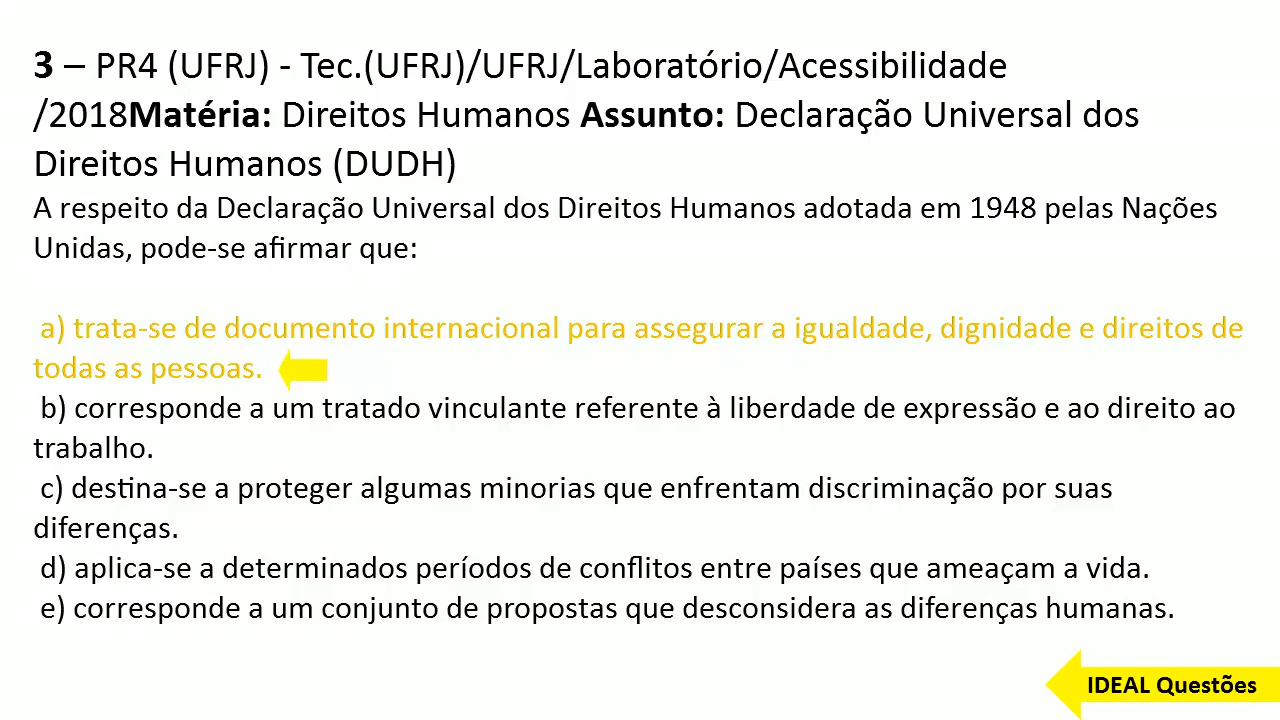 3 – PR4 (UFRJ) - Tec.(UFRJ)/UFRJ/Laboratório/Acessibilidade
/2018Matéria: Direitos Humanos Assunto: Declaração Universal dos
Direitos Humanos (DUDH)
A respeito da Declaração Universal dos Direitos Humanos adotada em 1948 pelas Nações
Unidas, pode-se afirmar que:
a) trata-se de documento internacional para assegurar a igualdade, dignidade e direitos de
todas as pessoas.
b) corresponde a um tratado vinculante referente à liberdade de expressão e ao direito ao
trabalho.
c) destina-se a proteger algumas minorias que enfrentam discriminação por suas
diferenças.
d) aplica-se a determinados períodos de conflitos entre países que ameaçam a vida.
e) corresponde a um conjunto de propostas que desconsidera as diferenças humanas.
IDEAL Questões